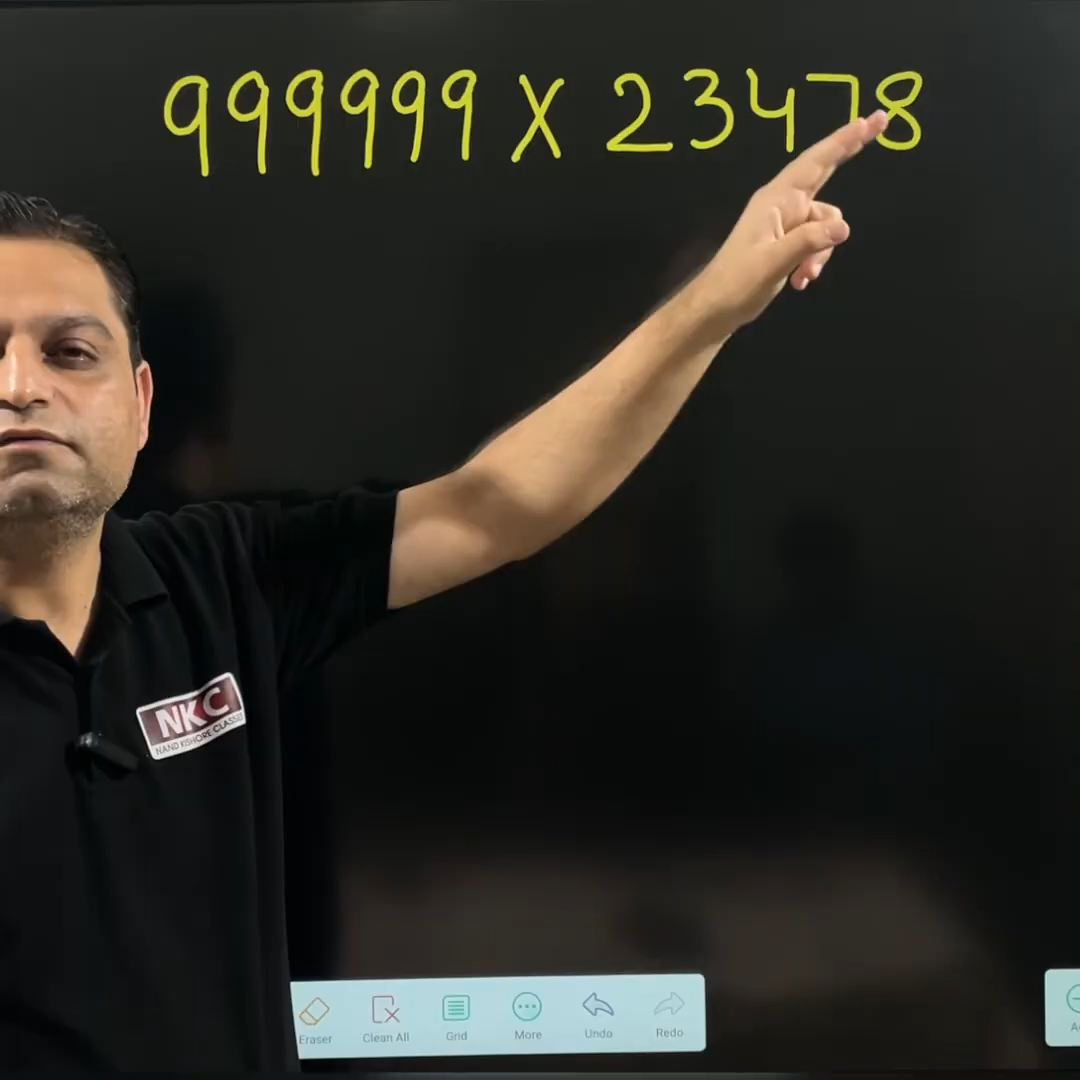 999999 X 23478
NKC
NAND KISHORE CLASSES
Eraser
Clean All
Grid
More
Undo
Redo